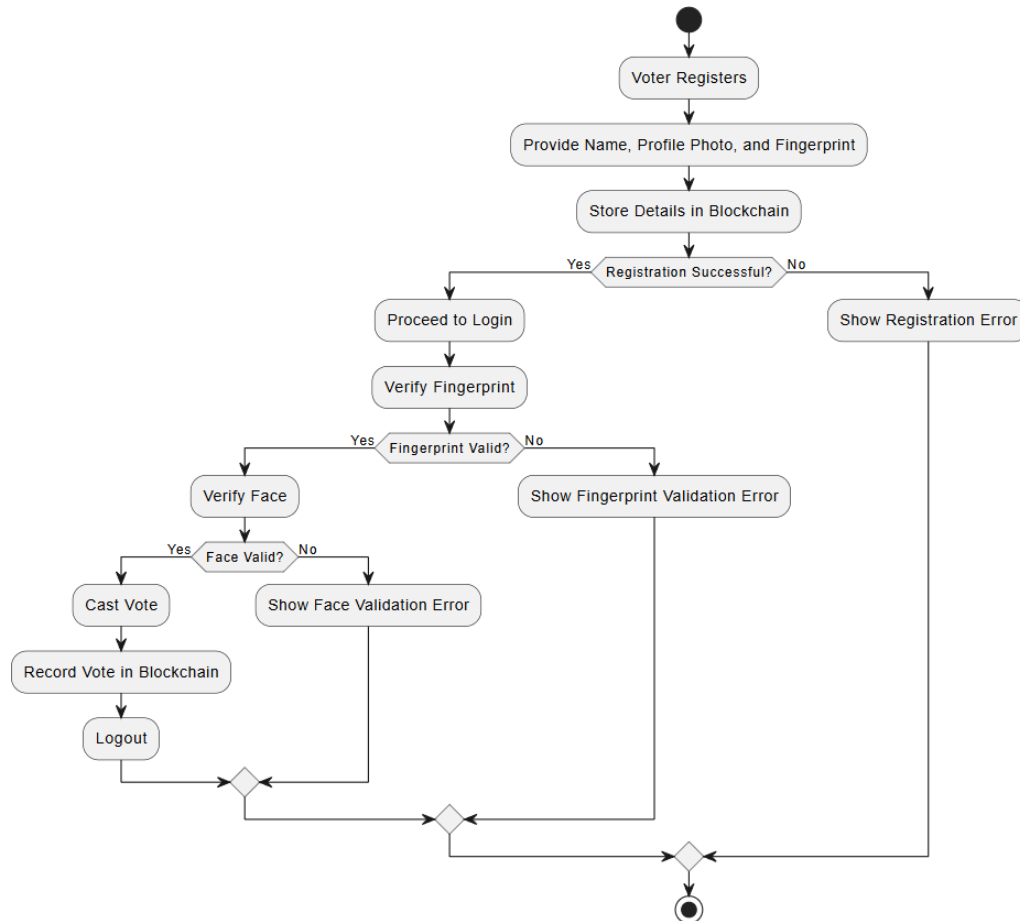 Voter Registers
Provide Name, Profile Photo, and Fingerprint
Store Details in Blockchain
Yes
Registration Successful?
No
Proceed to Login
Show Registration Error
Verify Fingerprint
Yes
Fingerprint Valid?
No
Verify Face
Show Fingerprint Validation Error
Yes
Face Valid?
No
Cast Vote
Show Face Validation Error
Record Vote in Blockchain
Logout